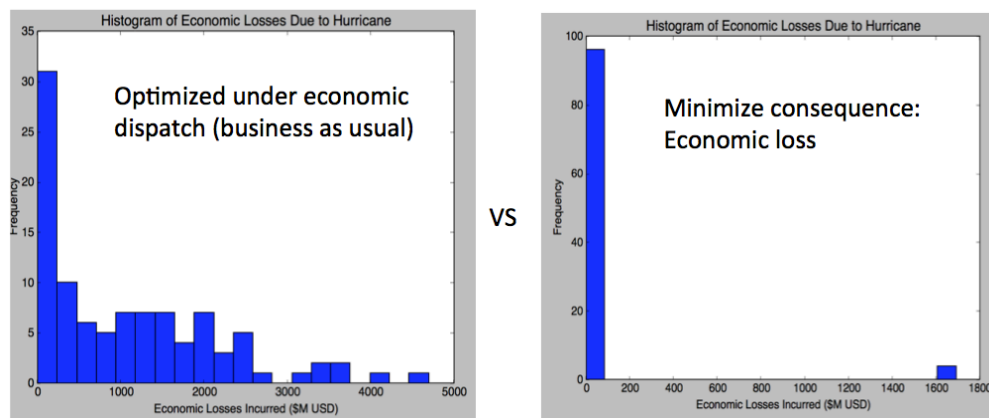 Histogram of Economic Losses Due to Hurricane
35
30
25
20
15
10
5
0
Frequency
Optimized under economic
dispatch (business as usual)
0 1000 2000 3000 4000 5000
Economic Losses Incurred ($M USD)
VS
Histogram of Economic Losses Due to Hurricane
100
80
60
40
20
0
Frequency
Minimize consequence:
Economic loss
0 200 400 600 800 1000 1200 1400 1600 1800
Economic Losses Incurred ($M USD)